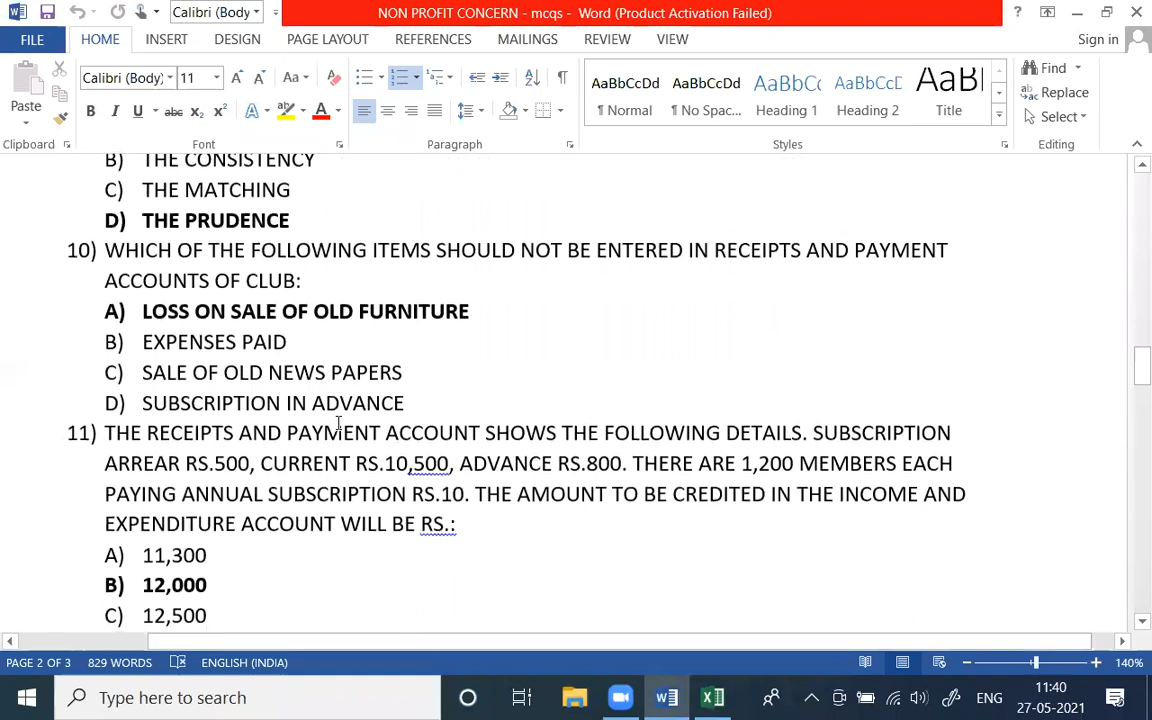 Calibri (Body
NON PROFIT CONCERN - mcqs - Word (Product Activation Failed)
?
FILE HOME INSERT DESIGN PAGE LAYOUT REFERENCES MAILINGS REVIEW VIEW Sign in
Paste
Calibri (Body) 11 A A Aa
B I U abc x₂ x² A A
AaBbCcDd AaBbCcDd AaBbC AaBbCcD AaB
¶ Normal ¶ No Spac... Heading 1 Heading 2 Title
Find
Replace
Select
Clipboard Font Paragraph Styles Editing
B) THE CONSISTENCY
C) THE MATCHING
D) THE PRUDENCE
10) WHICH OF THE FOLLOWING ITEMS SHOULD NOT BE ENTERED IN RECEIPTS AND PAYMENT
ACCOUNTS OF CLUB:
A) LOSS ON SALE OF OLD FURNITURE
B) EXPENSES PAID
C) SALE OF OLD NEWS PAPERS
D) SUBSCRIPTION IN ADVANCE
11) THE RECEIPTS AND PAYMENT ACCOUNT SHOWS THE FOLLOWING DETAILS. SUBSCRIPTION
ARREAR RS.500, CURRENT RS.10,500, ADVANCE RS.800. THERE ARE 1,200 MEMBERS EACH
PAYING ANNUAL SUBSCRIPTION RS.10. THE AMOUNT TO BE CREDITED IN THE INCOME AND
EXPENDITURE ACCOUNT WILL BE RS.:
A) 11,300
B) 12,000
C) 12,500
PAGE 2 OF 3 829 WORDS ENGLISH (INDIA) 140%
Type here to search
ENG
11:40
27-05-2021